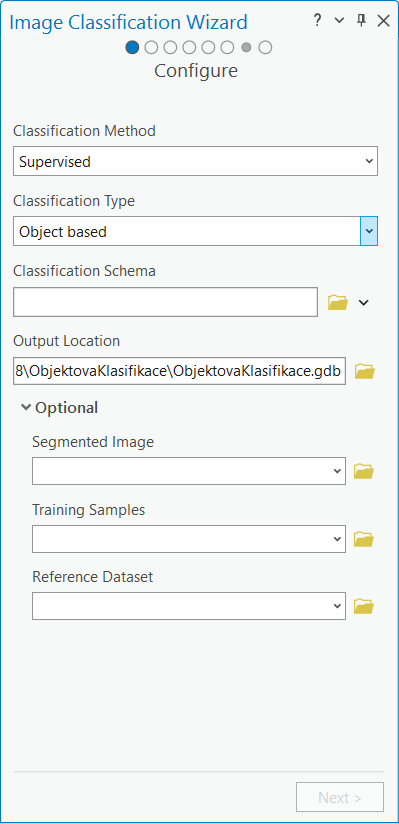 Image Classification Wizard
Configure
Classification Method
Supervised
Classification Type
Object based
Classification Schema
Output Location
8\ObjektovaKlasifikace\ObjektovaKlasifikace.gdb
Optional
Segmented Image
Training Samples
Reference Dataset
Next >